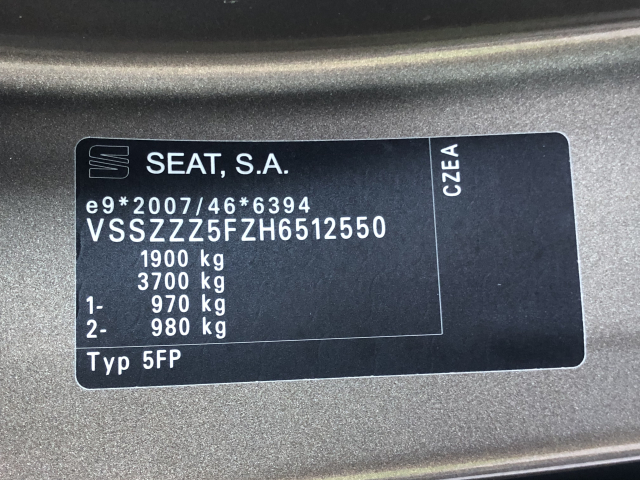 SEAT, S.A.
e9*2007/46*6394
VSSZZZ5FZH6512550
1900 kg
3700 kg
1- 970 kg
2- 980 kg
Typ 5FP
CZEA